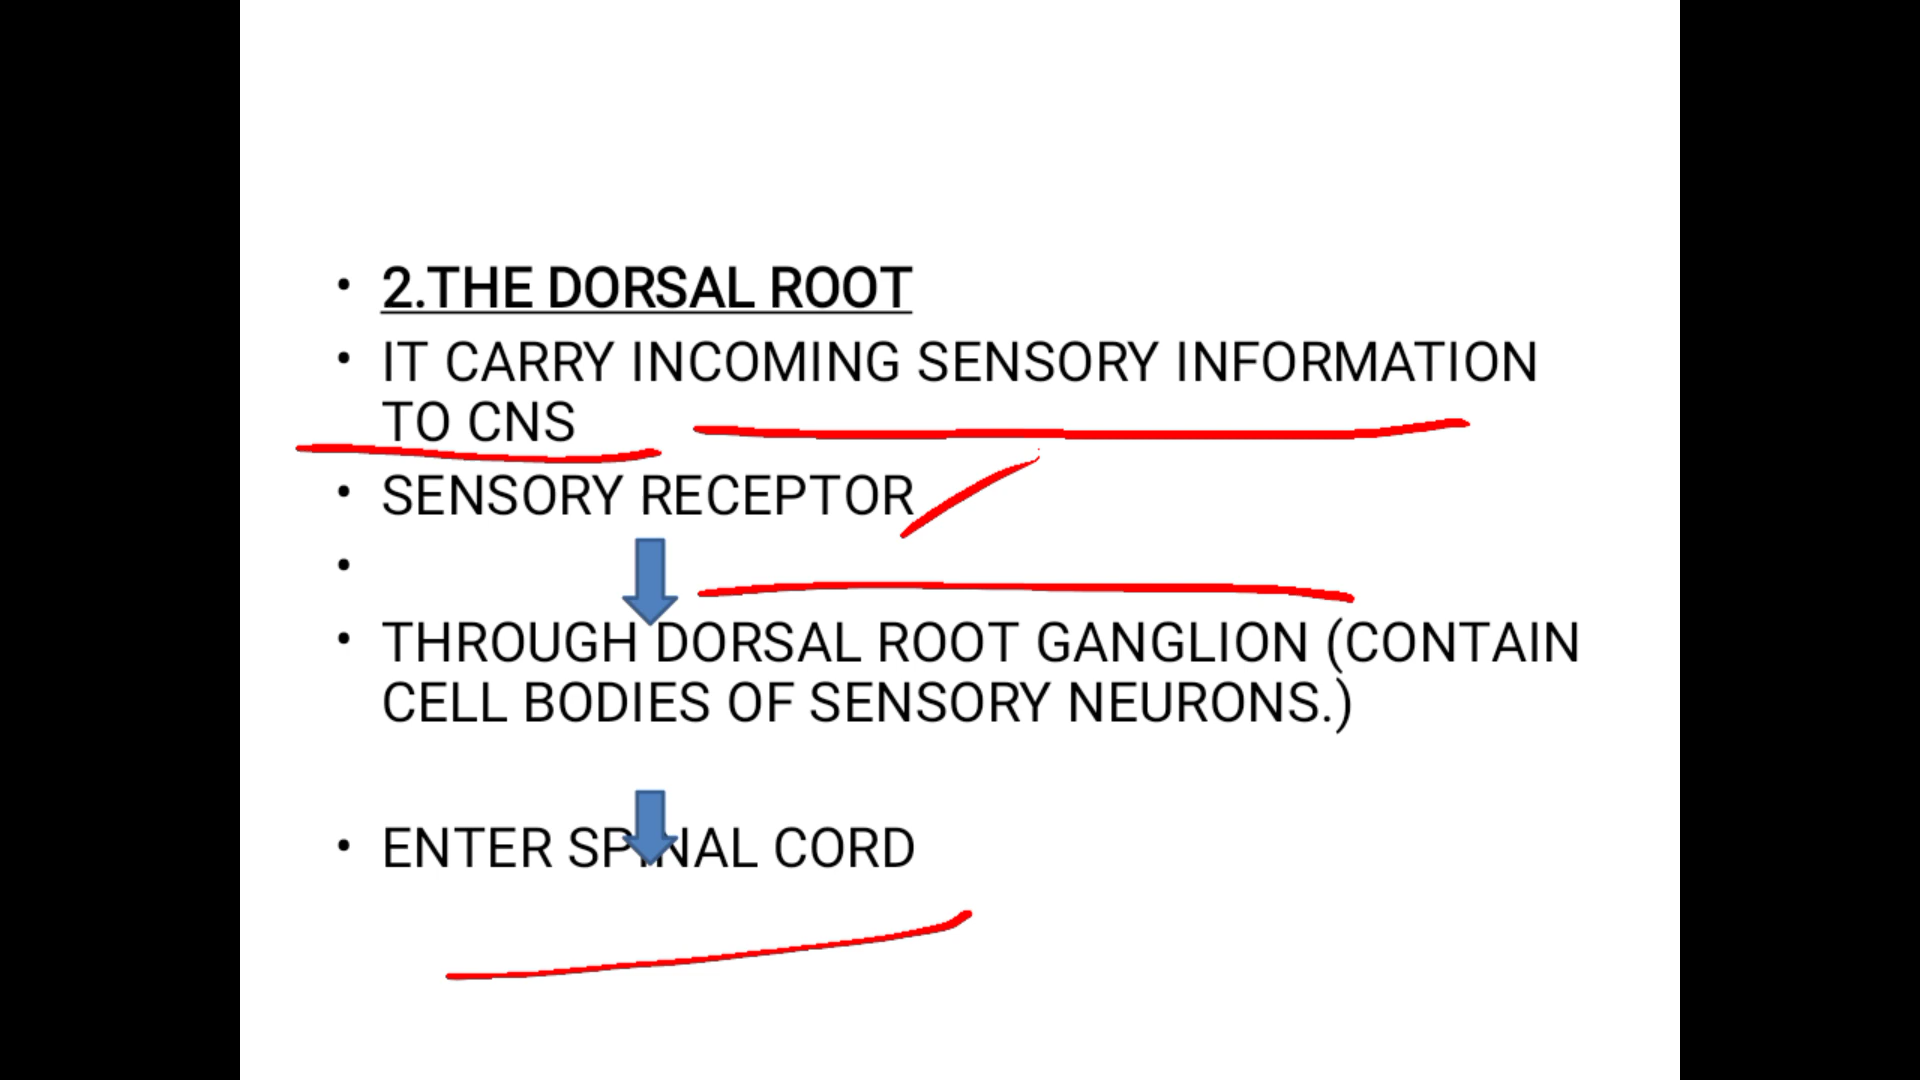 • 2.THE DORSAL ROOT
• IT CARRY INCOMING SENSORY INFORMATION
TO CNS
• SENSORY RECEPTOR
•
• THROUGH DORSAL ROOT GANGLION (CONTAIN
CELL BODIES OF SENSORY NEURONS.)
• ENTER SPINAL CORD